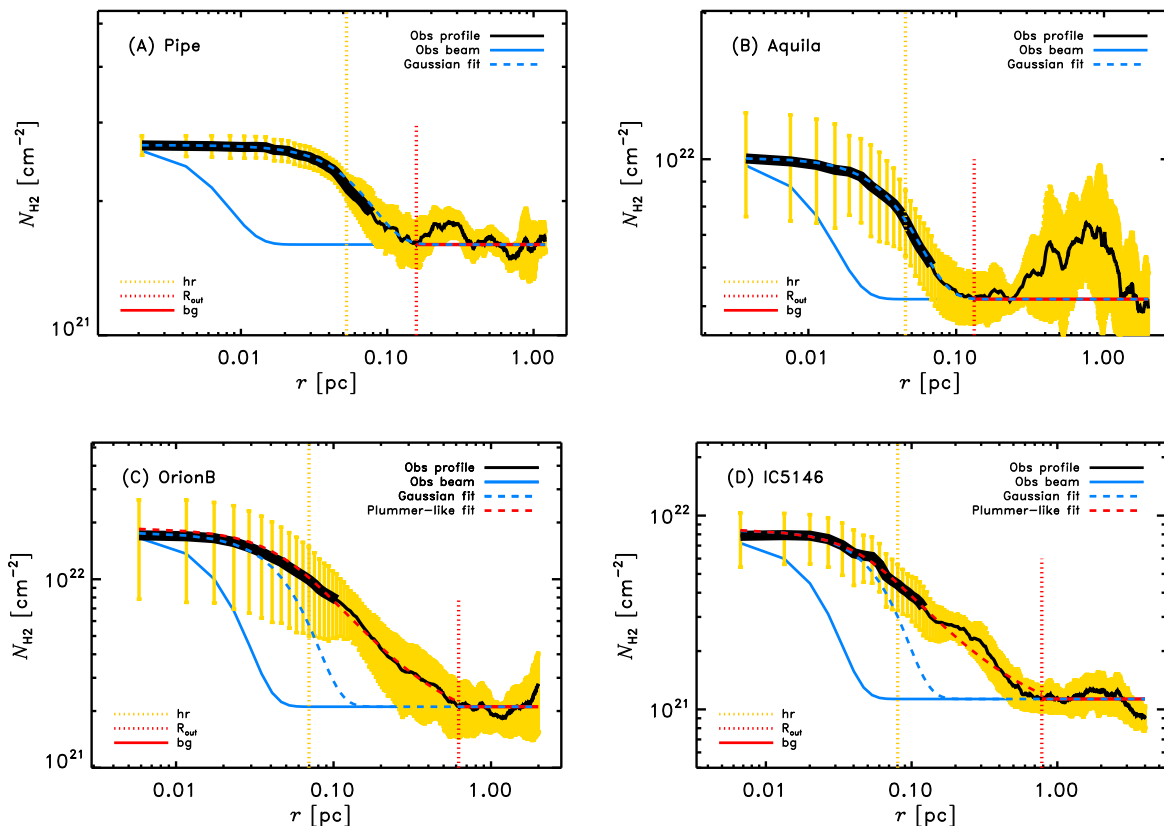 (A) Pipe
Obs profile
Obs beam
Gaussian fit
N_H2 [cm^-2]
10^21
hr
R_out
bg
0.01 0.10 1.00
r [pc]
(B) Aquila
Obs profile
Obs beam
Gaussian fit
N_H2 [cm^-2]
10^22
hr
R_out
bg
0.01 0.10 1.00
r [pc]
(C) OrionB
Obs profile
Obs beam
Gaussian fit
Plummer-like fit
N_H2 [cm^-2]
10^22
10^21
hr
R_out
bg
0.01 0.10 1.00
r [pc]
(D) IC5146
Obs profile
Obs beam
Gaussian fit
Plummer-like fit
N_H2 [cm^-2]
10^22
10^21
hr
R_out
bg
0.01 0.10 1.00
r [pc]